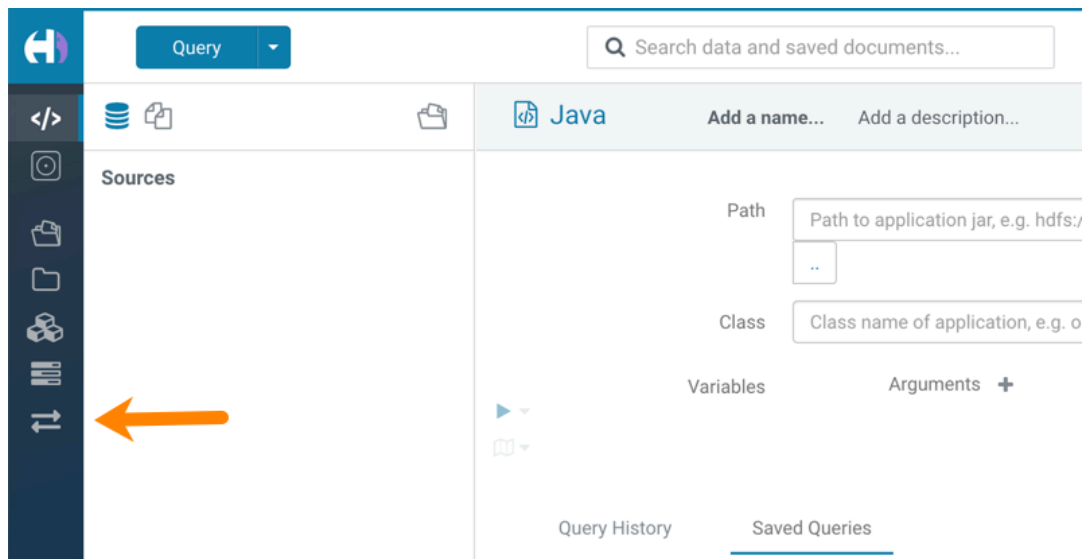 Query
Search data and saved documents...
Java
Add a name...
Add a description...
Sources
Path
Path to application jar, e.g. hdfs:/
..
Class
Class name of application, e.g. o
Variables
Arguments +
Query History
Saved Queries